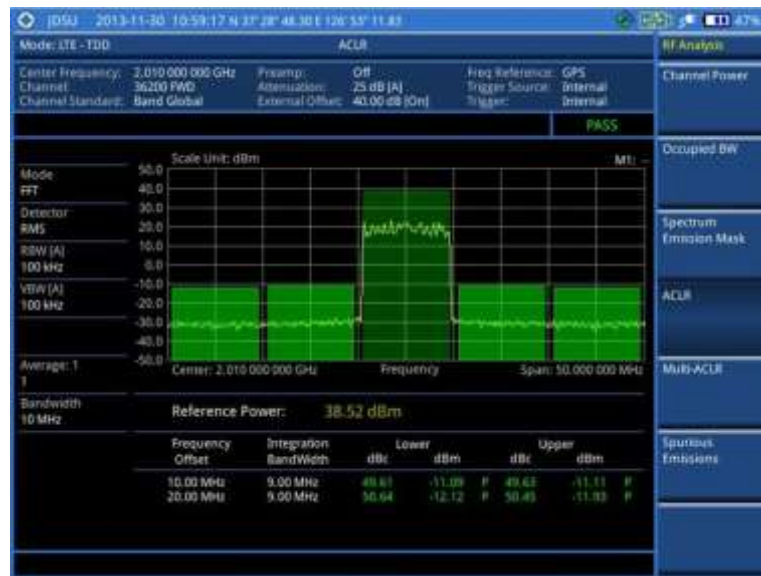 JDSU 2013-11-30 10:59:17 N 37° 28' 48.30 E 126° 53' 11.83
47%
Mode: LTE - TDD
ACLR
RF Analysis
Center Frequency: 2.010 000 000 GHz
Preamp: Off
Freq Reference: GPS
Channel: 36200 FWD
Attenuation: 25 dB [A]
Trigger Source: Internal
Channel Standard: Band Global
External Offset: 40.00 dB [On]
Trigger: Internal
PASS
Channel Power
Occupied BW
Spectrum Emission Mask
ACLR
Multi-ACLR
Spurious Emissions
Mode
FFT
Detector
RMS
RBW [A]
100 kHz
VBW [A]
100 kHz
Average: 1
1
Bandwidth
10 MHz
Scale Unit: dBm
M1: --
50.0
40.0
30.0
20.0
10.0
0.0
-10.0
-20.0
-30.0
-40.0
-50.0
Center: 2.010 000 000 GHz
Frequency
Span: 50.000 000 MHz
Reference Power: 38.52 dBm
Frequency Offset
Integration BandWidth
Lower
Upper
dBc dBm dBc dBm
10.00 MHz 9.00 MHz 49.61 -11.09 P 49.63 -11.11 P
20.00 MHz 9.00 MHz 50.64 -12.12 P 50.45 -11.93 P